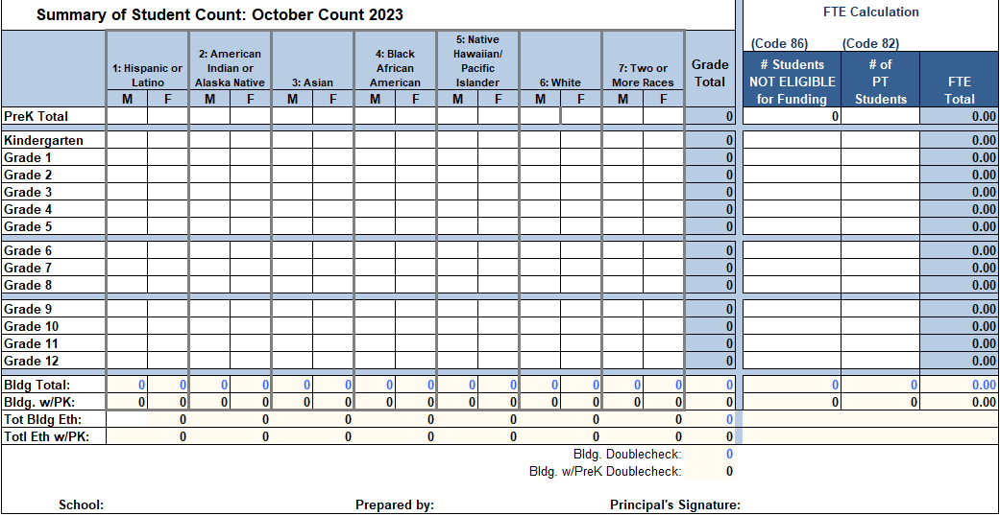 Summary of Student Count: October Count 2023
FTE Calculation
(Code 86) (Code 82)
1: Hispanic or Latino 2: American Indian or Alaska Native 3: Asian 4: Black African American 5: Native Hawaiian/ Pacific Islander 6: White 7: Two or More Races Grade Total # Students NOT ELIGIBLE for Funding # of PT Students FTE Total
M F M F M F M F M F M F M F
PreK Total 0 0 0.00
Kindergarten 0 0.00
Grade 1 0 0.00
Grade 2 0 0.00
Grade 3 0 0.00
Grade 4 0 0.00
Grade 5 0 0.00
Grade 6 0 0.00
Grade 7 0 0.00
Grade 8 0 0.00
Grade 9 0 0.00
Grade 10 0 0.00
Grade 11 0 0.00
Grade 12 0 0.00
Bldg Total: 0 0 0 0 0 0 0 0 0 0 0 0 0 0 0 0 0 0.00
Bldg. w/PK: 0 0 0 0 0 0 0 0 0 0 0 0 0 0 0 0 0 0.00
Tot Bldg Eth: 0 0 0 0 0 0 0 0
Totl Eth w/PK: 0 0 0 0 0 0 0 0
Bldg. Doublecheck: 0
Bldg. w/PreK Doublecheck: 0
School: Prepared by: Principal's Signature: